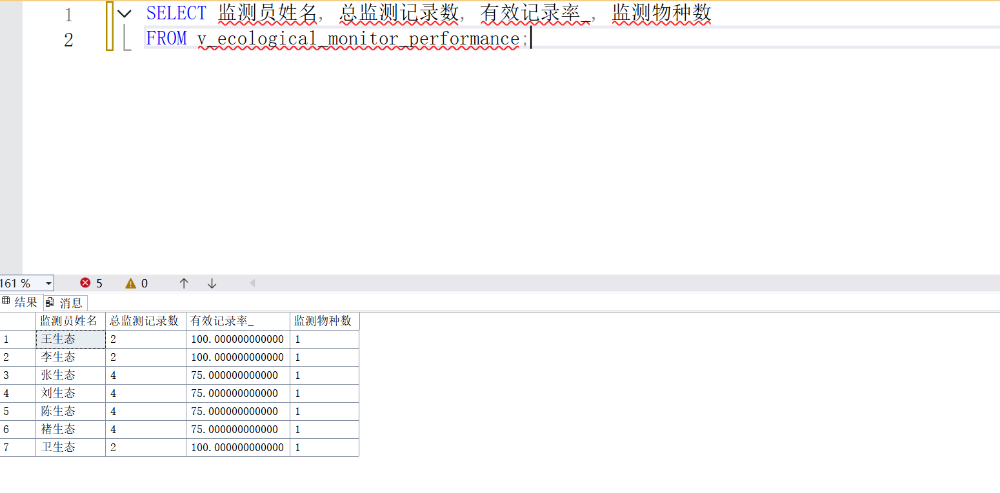 1 SELECT 监测员姓名, 总监测记录数, 有效记录率_, 监测物种数
2 FROM v_ecological_monitor_performance;
161 % 5 0
结果 消息
监测员姓名 总监测记录数 有效记录率_ 监测物种数
1 王生态 2 100.000000000000 1
2 李生态 2 100.000000000000 1
3 张生态 4 75.000000000000 1
4 刘生态 4 75.000000000000 1
5 陈生态 4 75.000000000000 1
6 褚生态 4 75.000000000000 1
7 卫生态 2 100.000000000000 1